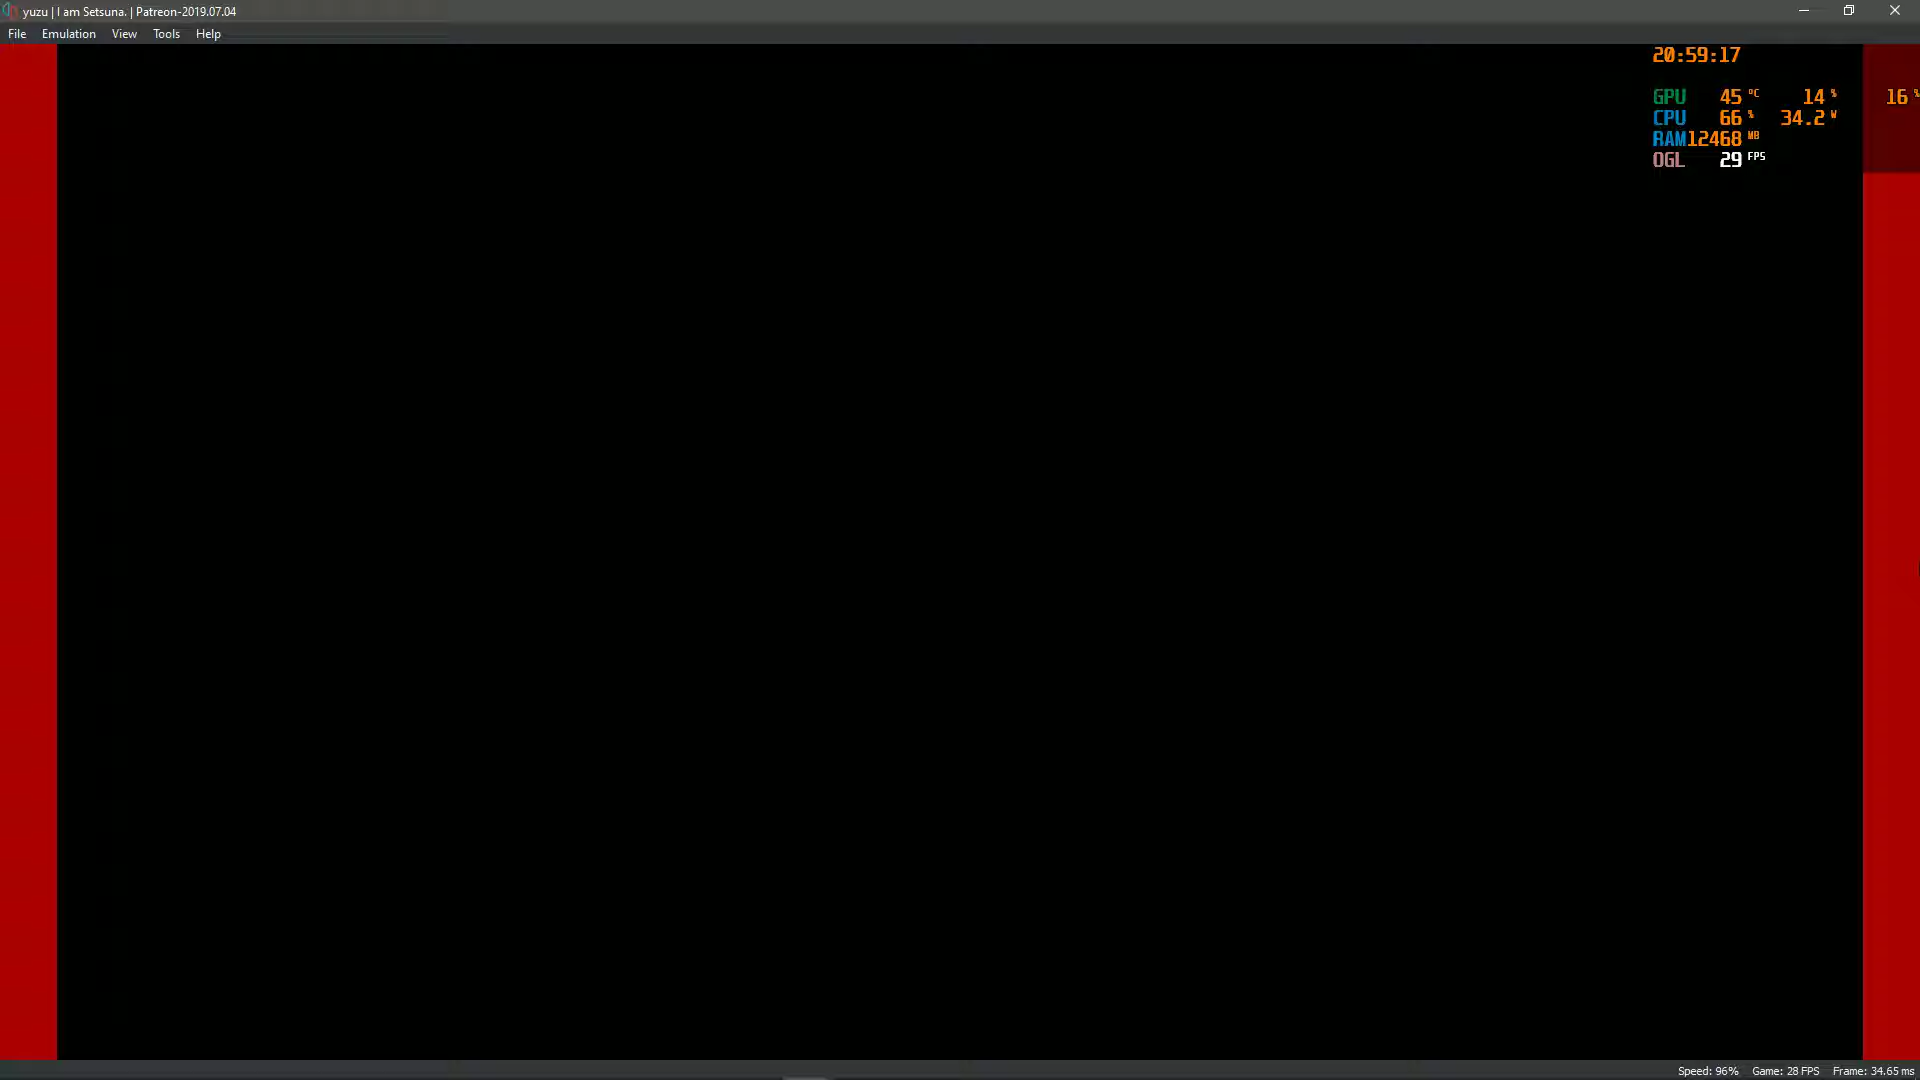 yuzu | I am Setsuna. | Patreon-2019.07.04
File Emulation View Tools Help
20:59:17
GPU 45 °C 14 % 16 %
CPU 66 % 34.2 W
RAM 12468 MB
OGL 29 FPS
Speed: 96% Game: 28 FPS Frame: 34.65 ms